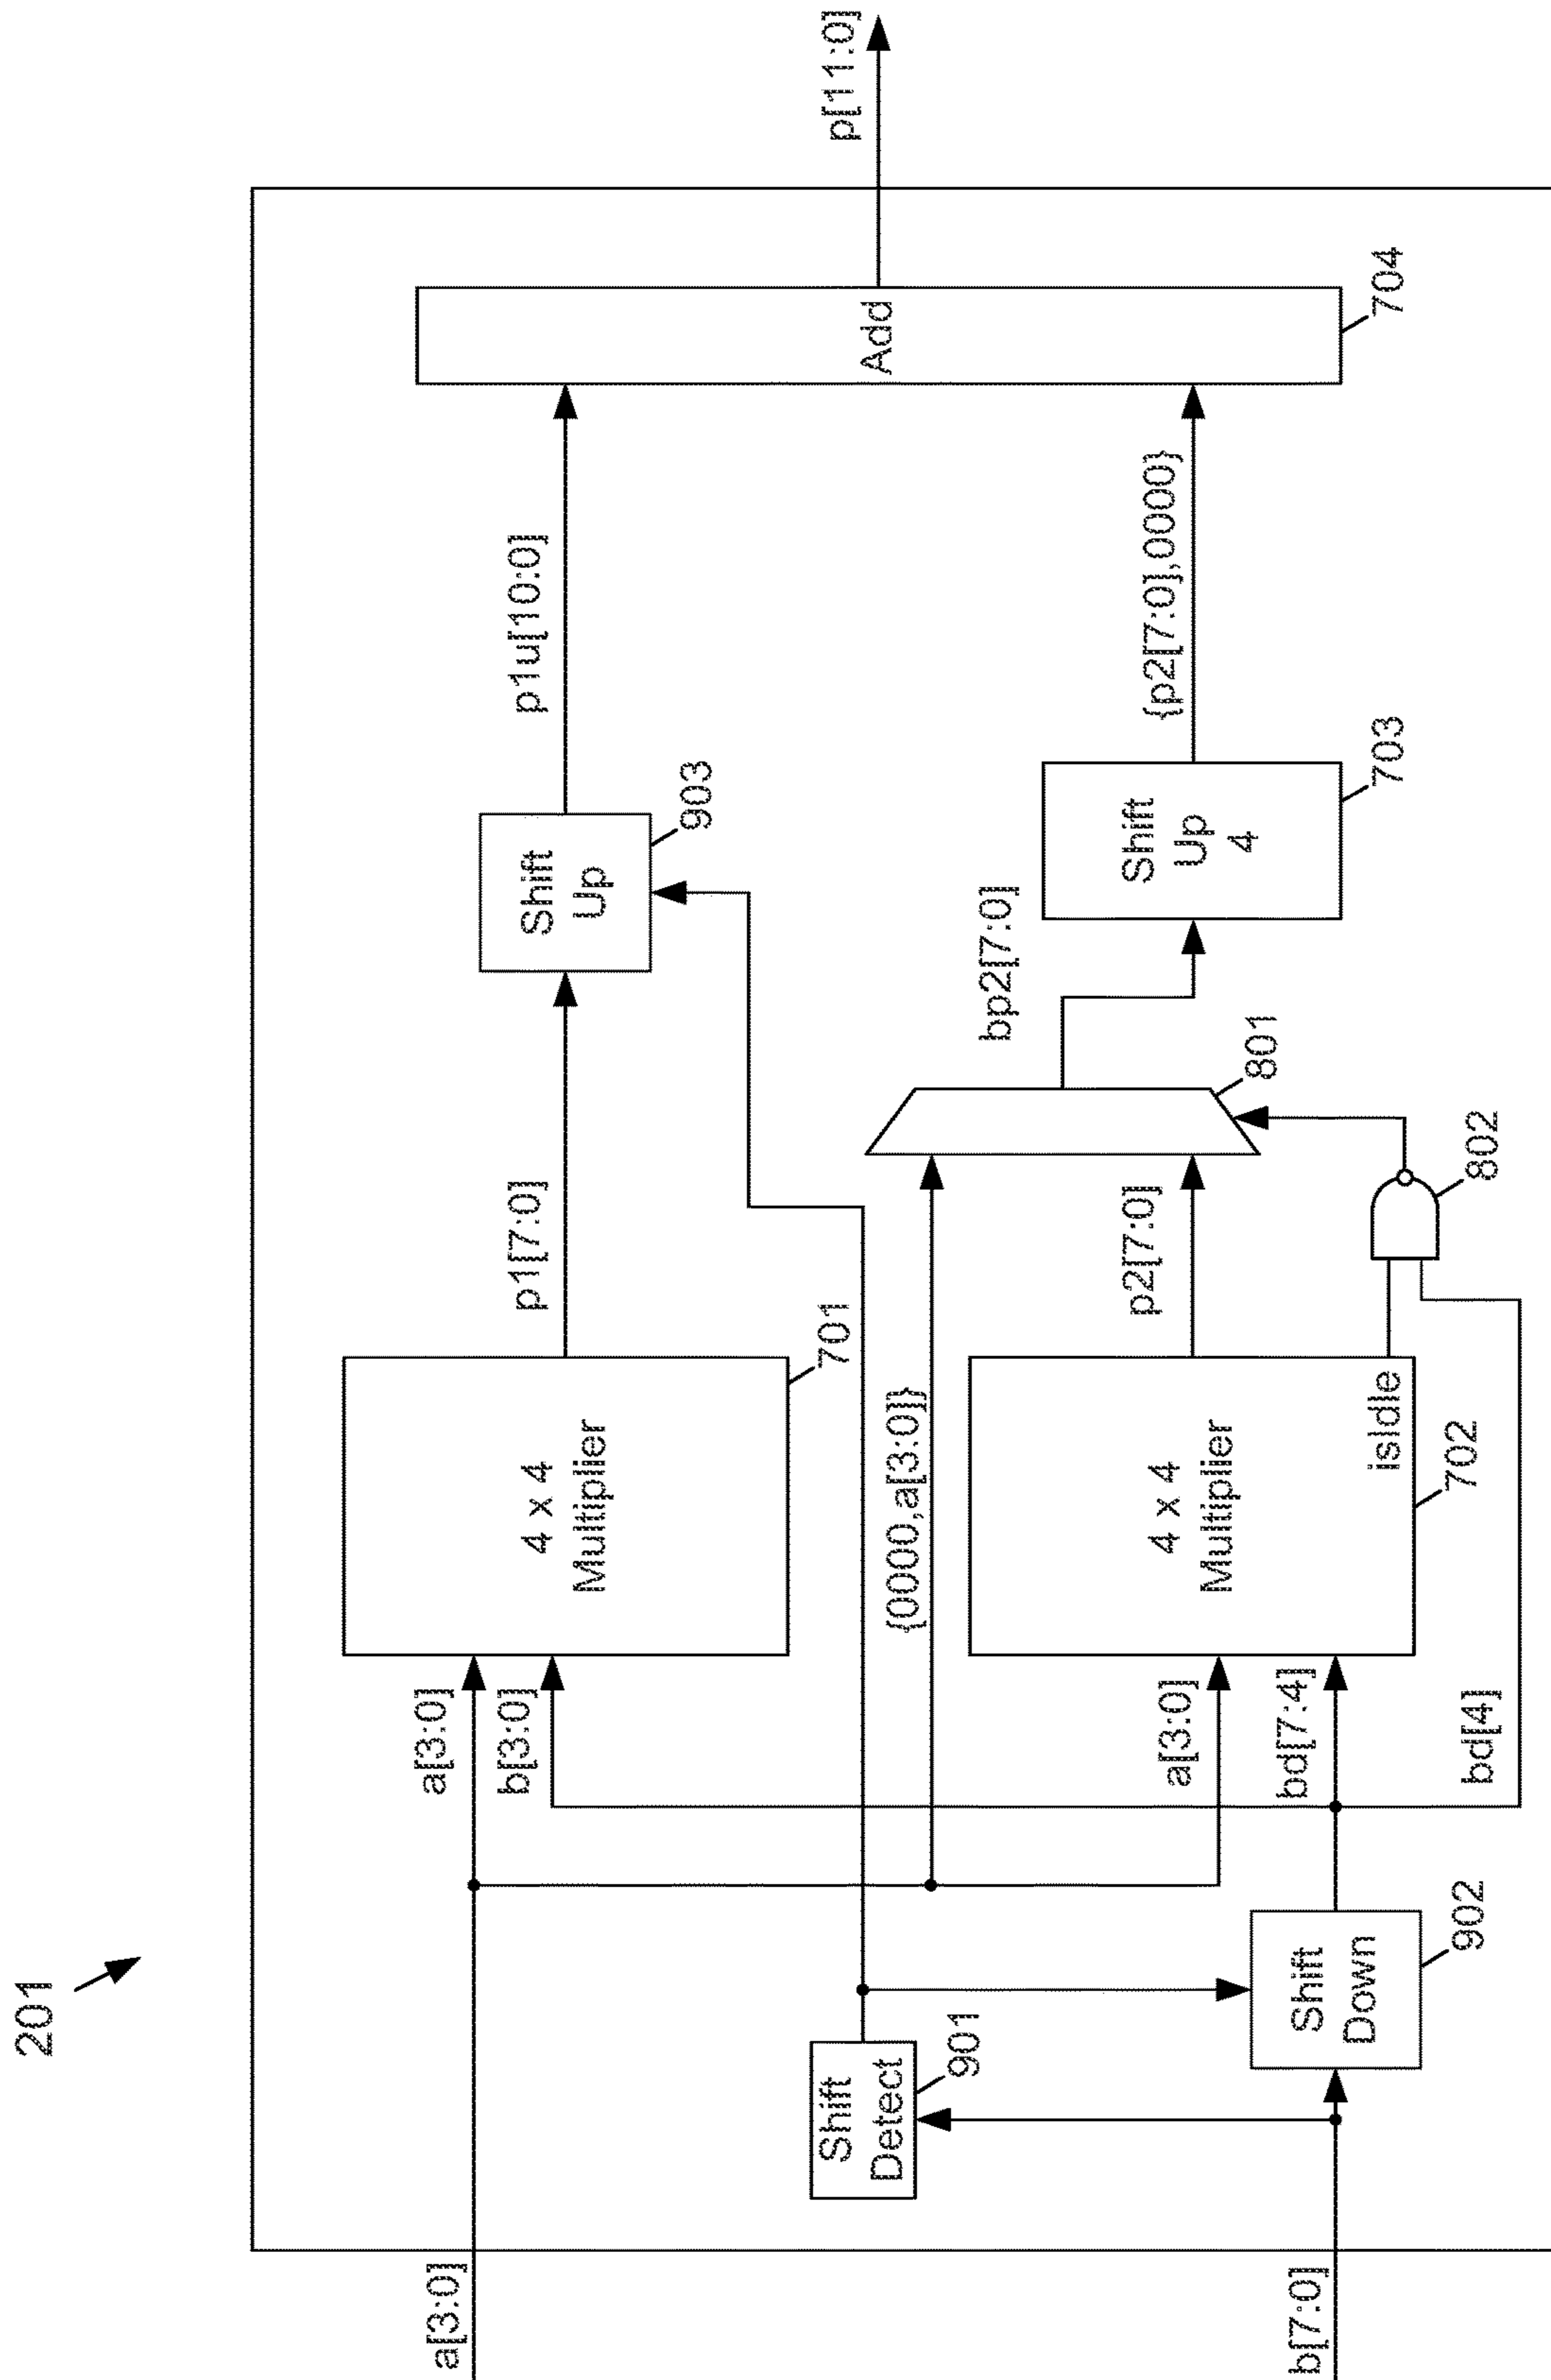 201
a[3:0]
b[7:0]
Shift
Detect
901
Shift
Down
902
a[3:0]
b[3:0]
4 x 4
Multiplier
701
{0000,a[3:0]}
a[3:0]
bd[7:4]
bd[4]
4 x 4
Multiplier
isIdle
702
p1[7:0]
p2[7:0]
802
801
bp2[7:0]
Shift
Up
903
Shift
Up
4
703
p1u[10:0]
{p2[7:0],0000}
Add
704
p[11:0]